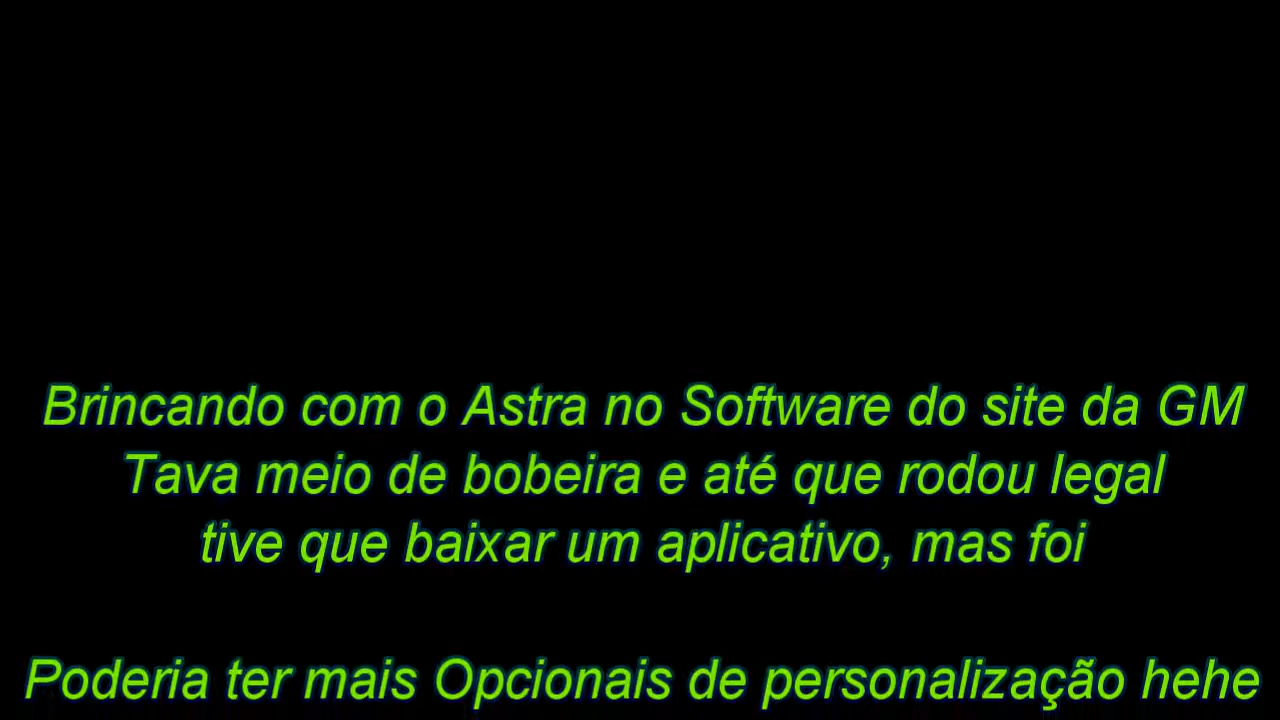 Brincando com o Astra no Software do site da GM
Tava meio de bobeira e até que rodou legal
tive que baixar um aplicativo, mas foi
Poderia ter mais Opcionais de personalização hehe